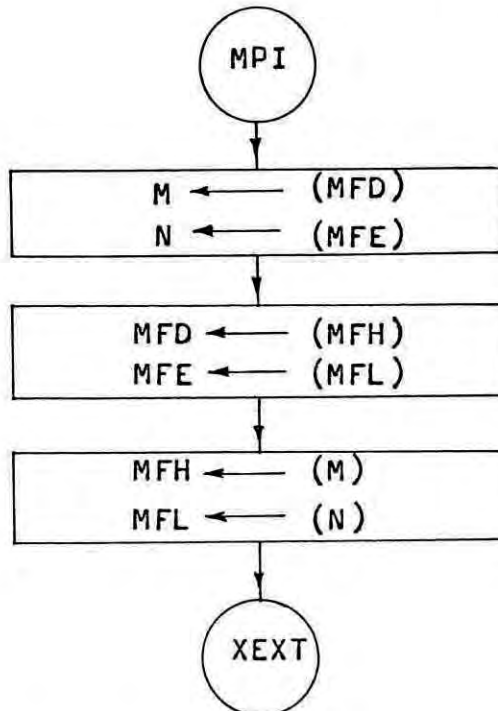 MPI
M ← (MFD)
N ← (MFE)
MFD ← (MFH)
MFE ← (MFL)
MFH ← (M)
MFL ← (N)
XEXT